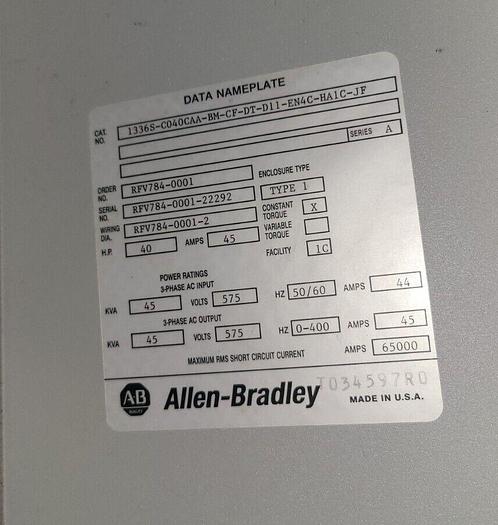 DATA NAMEPLATE
CAT. NO. 1336S-C040CAA-BM-CF-DT-D11-EN4C-HA1C-JF
SERIES A
ORDER NO. RFV784-0001 ENCLOSURE TYPE
SERIAL NO. RFV784-0001-22292 TYPE 1
WIRING DIA. RFV784-0001-2 CONSTANT TORQUE X
H.P. 40 AMPS 45 VARIABLE TORQUE
FACILITY 1C
POWER RATINGS
3-PHASE AC INPUT
KVA 45 VOLTS 575 HZ 50/60 AMPS 44
3-PHASE AC OUTPUT
KVA 45 VOLTS 575 HZ 0-400 AMPS 45
MAXIMUM RMS SHORT CIRCUIT CURRENT AMPS 65000
AB Allen-Bradley T034597R0
MADE IN U.S.A.